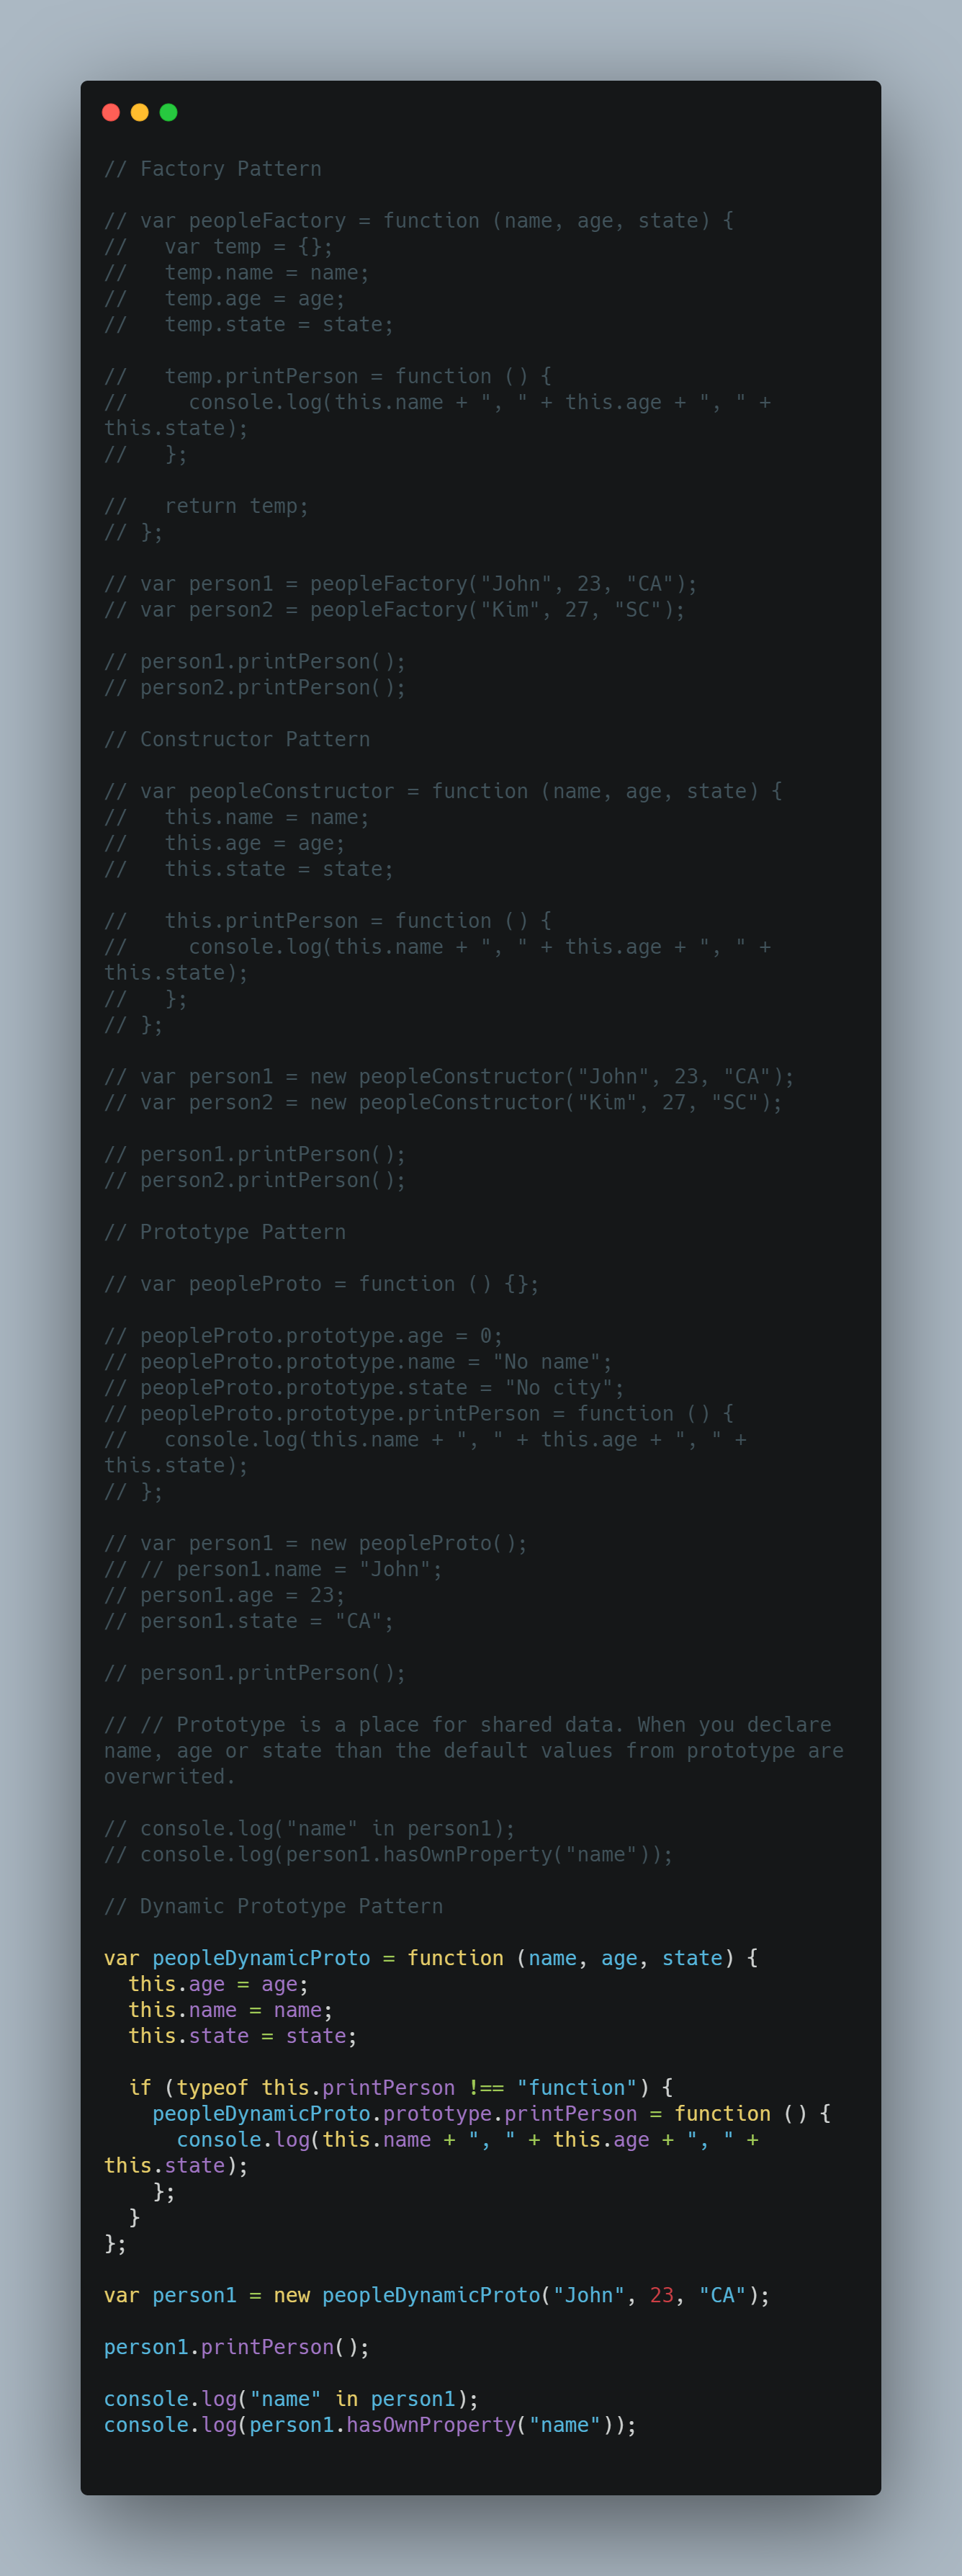 // Factory Pattern

// var peopleFactory = function (name, age, state) {
//   var temp = {};
//   temp.name = name;
//   temp.age = age;
//   temp.state = state;

//   temp.printPerson = function () {
//     console.log(this.name + ", " + this.age + ", " +
this.state);
//   };

//   return temp;
// };

// var person1 = peopleFactory("John", 23, "CA");
// var person2 = peopleFactory("Kim", 27, "SC");

// person1.printPerson();
// person2.printPerson();

// Constructor Pattern

// var peopleConstructor = function (name, age, state) {
//   this.name = name;
//   this.age = age;
//   this.state = state;

//   this.printPerson = function () {
//     console.log(this.name + ", " + this.age + ", " +
this.state);
//   };
// };

// var person1 = new peopleConstructor("John", 23, "CA");
// var person2 = new peopleConstructor("Kim", 27, "SC");

// person1.printPerson();
// person2.printPerson();

// Prototype Pattern

// var peopleProto = function () {};

// peopleProto.prototype.age = 0;
// peopleProto.prototype.name = "No name";
// peopleProto.prototype.state = "No city";
// peopleProto.prototype.printPerson = function () {
//   console.log(this.name + ", " + this.age + ", " +
this.state);
// };

// var person1 = new peopleProto();
// // person1.name = "John";
// person1.age = 23;
// person1.state = "CA";

// person1.printPerson();

// // Prototype is a place for shared data. When you declare
name, age or state than the default values from prototype are
overwrited.

// console.log("name" in person1);
// console.log(person1.hasOwnProperty("name"));

// Dynamic Prototype Pattern

var peopleDynamicProto = function (name, age, state) {
  this.age = age;
  this.name = name;
  this.state = state;

  if (typeof this.printPerson !== "function") {
    peopleDynamicProto.prototype.printPerson = function () {
      console.log(this.name + ", " + this.age + ", " +
this.state);
    };
  }
};

var person1 = new peopleDynamicProto("John", 23, "CA");

person1.printPerson();

console.log("name" in person1);
console.log(person1.hasOwnProperty("name"));